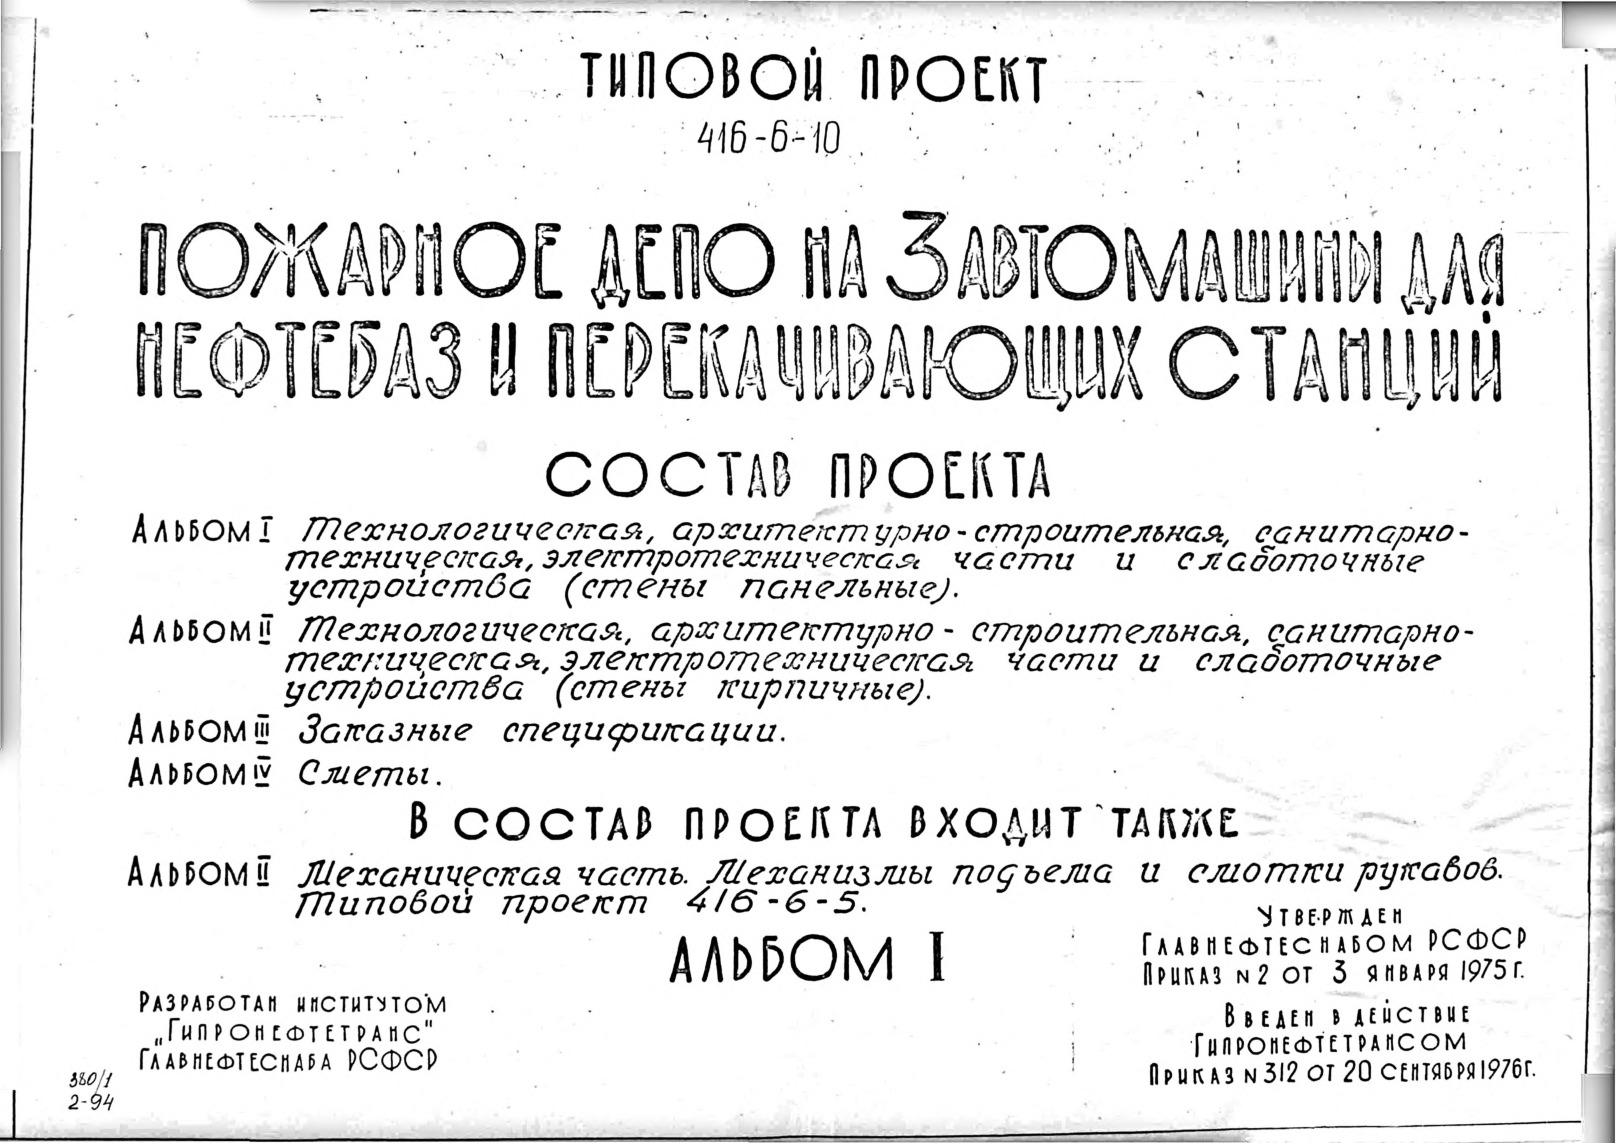 ТИПОВОЙ ПРОЕКТ
416-6-10
ПОЖАРНОЕ ДЕПО НА 3 АВТОМАШИНЫ ДЛЯ
НЕФТЕБАЗ И ПЕРЕКАЧИВАЮЩИХ СТАНЦИЙ
СОСТАВ ПРОЕКТА
АЛЬБОМ I Технологическая, архитектурно-строительная, санитарно-
техническая, электротехническая части и слаботочные
устройства (стены панельные).
АЛЬБОМ II Технологическая, архитектурно-строительная, санитарно-
техническая, электротехническая части и слаботочные
устройства (стены кирпичные).
АЛЬБОМ III Заказные спецификации.
АЛЬБОМ IV Сметы.
В СОСТАВ ПРОЕКТА ВХОДИТ ТАКЖЕ
АЛЬБОМ II Механическая часть. Механизмы подъема и смотки рукавов.
Типовой проект 416-6-5.
АЛЬБОМ I
РАЗРАБОТАН ИНСТИТУТОМ
„ГИПРОНЕФТЕТРАНС"
ГЛАВНЕФТЕСНАБА РСФСР
УТВЕРЖДЕН
ГЛАВНЕФТЕСНАБОМ РСФСР
ПРИКАЗ N 2 ОТ 3 ЯНВАРЯ 1975 Г.
ВВЕДЕН В ДЕЙСТВИЕ
ГИПРОНЕФТЕТРАНСОМ
ПРИКАЗ N 312 ОТ 20 СЕНТЯБРЯ 1976Г.
380/1
2-94